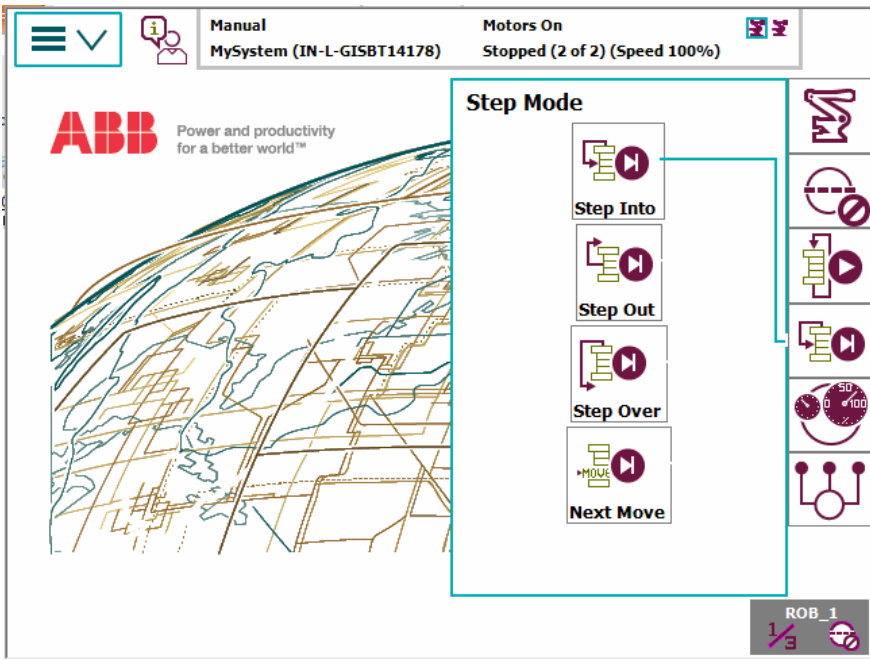 Manual
MySystem (IN-L-GISBT14178)
Motors On
Stopped (2 of 2) (Speed 100%)
ABB
Power and productivity
for a better world™
Step Mode
Step Into
Step Out
Step Over
MOVE
Next Move
50
0
100
%
ROB_1
1/3